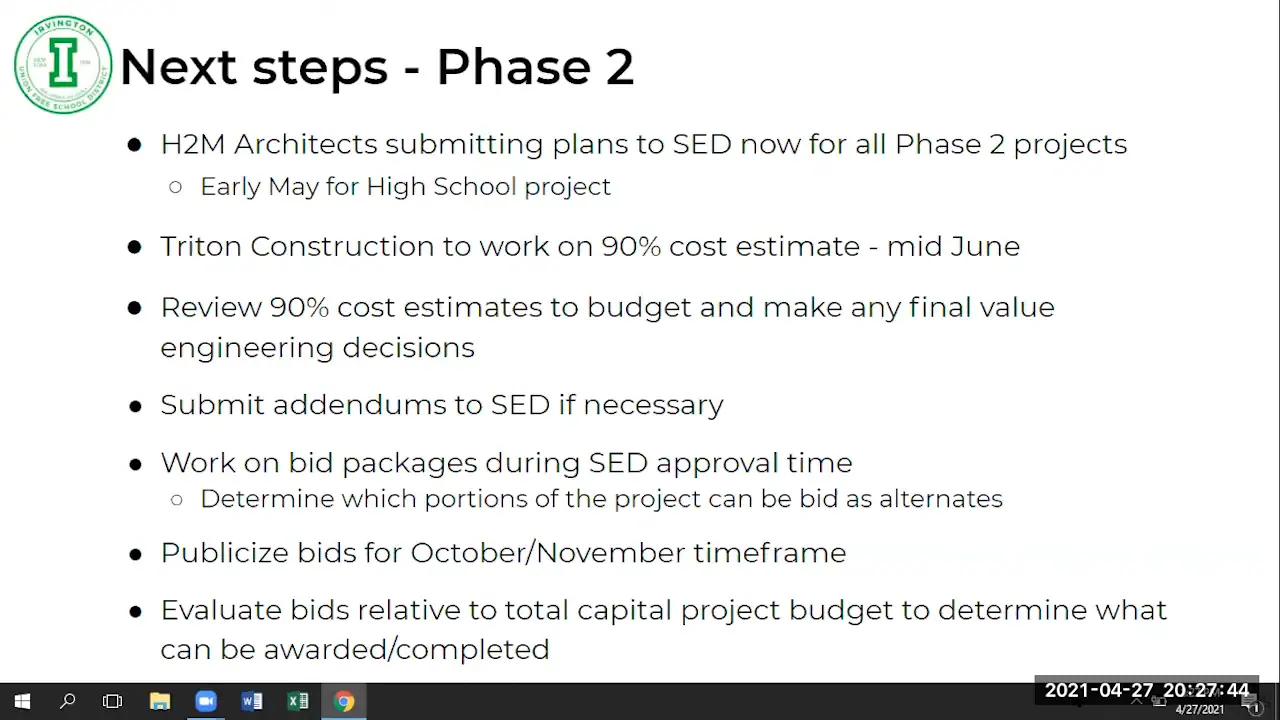 IRVINGTON
I
UNION FREE SCHOOL DISTRICT
Next steps - Phase 2
● H2M Architects submitting plans to SED now for all Phase 2 projects
○ Early May for High School project
● Triton Construction to work on 90% cost estimate - mid June
● Review 90% cost estimates to budget and make any final value
engineering decisions
● Submit addendums to SED if necessary
● Work on bid packages during SED approval time
○ Determine which portions of the project can be bid as alternates
● Publicize bids for October/November timeframe
● Evaluate bids relative to total capital project budget to determine what
can be awarded/completed
2021-04-27 20:27:44
4/27/2021